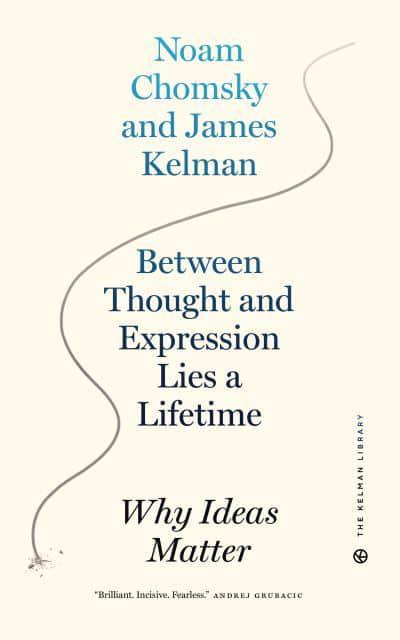 Noam
Chomsky
and James
Kelman
Between
Thought and
Expression
Lies a
Lifetime
Why Ideas
Matter
THE KELMAN LIBRARY
"Brilliant. Incisive. Fearless." ANDREJ GRUBACIC